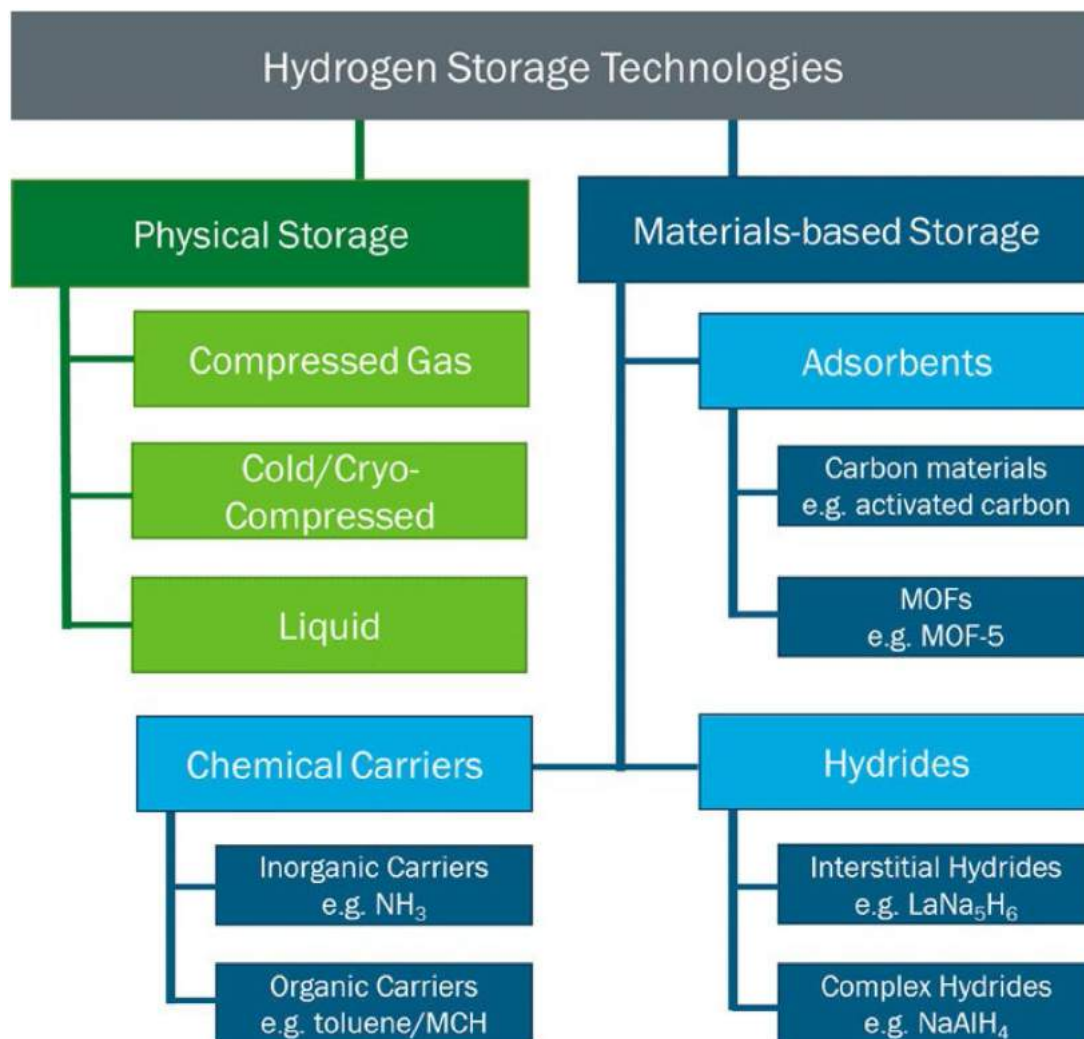 Hydrogen Storage Technologies
Physical Storage
Compressed Gas
Cold/Cryo-
Compressed
Liquid
Materials-based Storage
Adsorbents
Carbon materials
e.g. activated carbon
MOFs
e.g. MOF-5
Chemical Carriers
Inorganic Carriers
e.g. NH₃
Organic Carriers
e.g. toluene/MCH
Hydrides
Interstitial Hydrides
e.g. LaNa₅H₆
Complex Hydrides
e.g. NaAlH₄